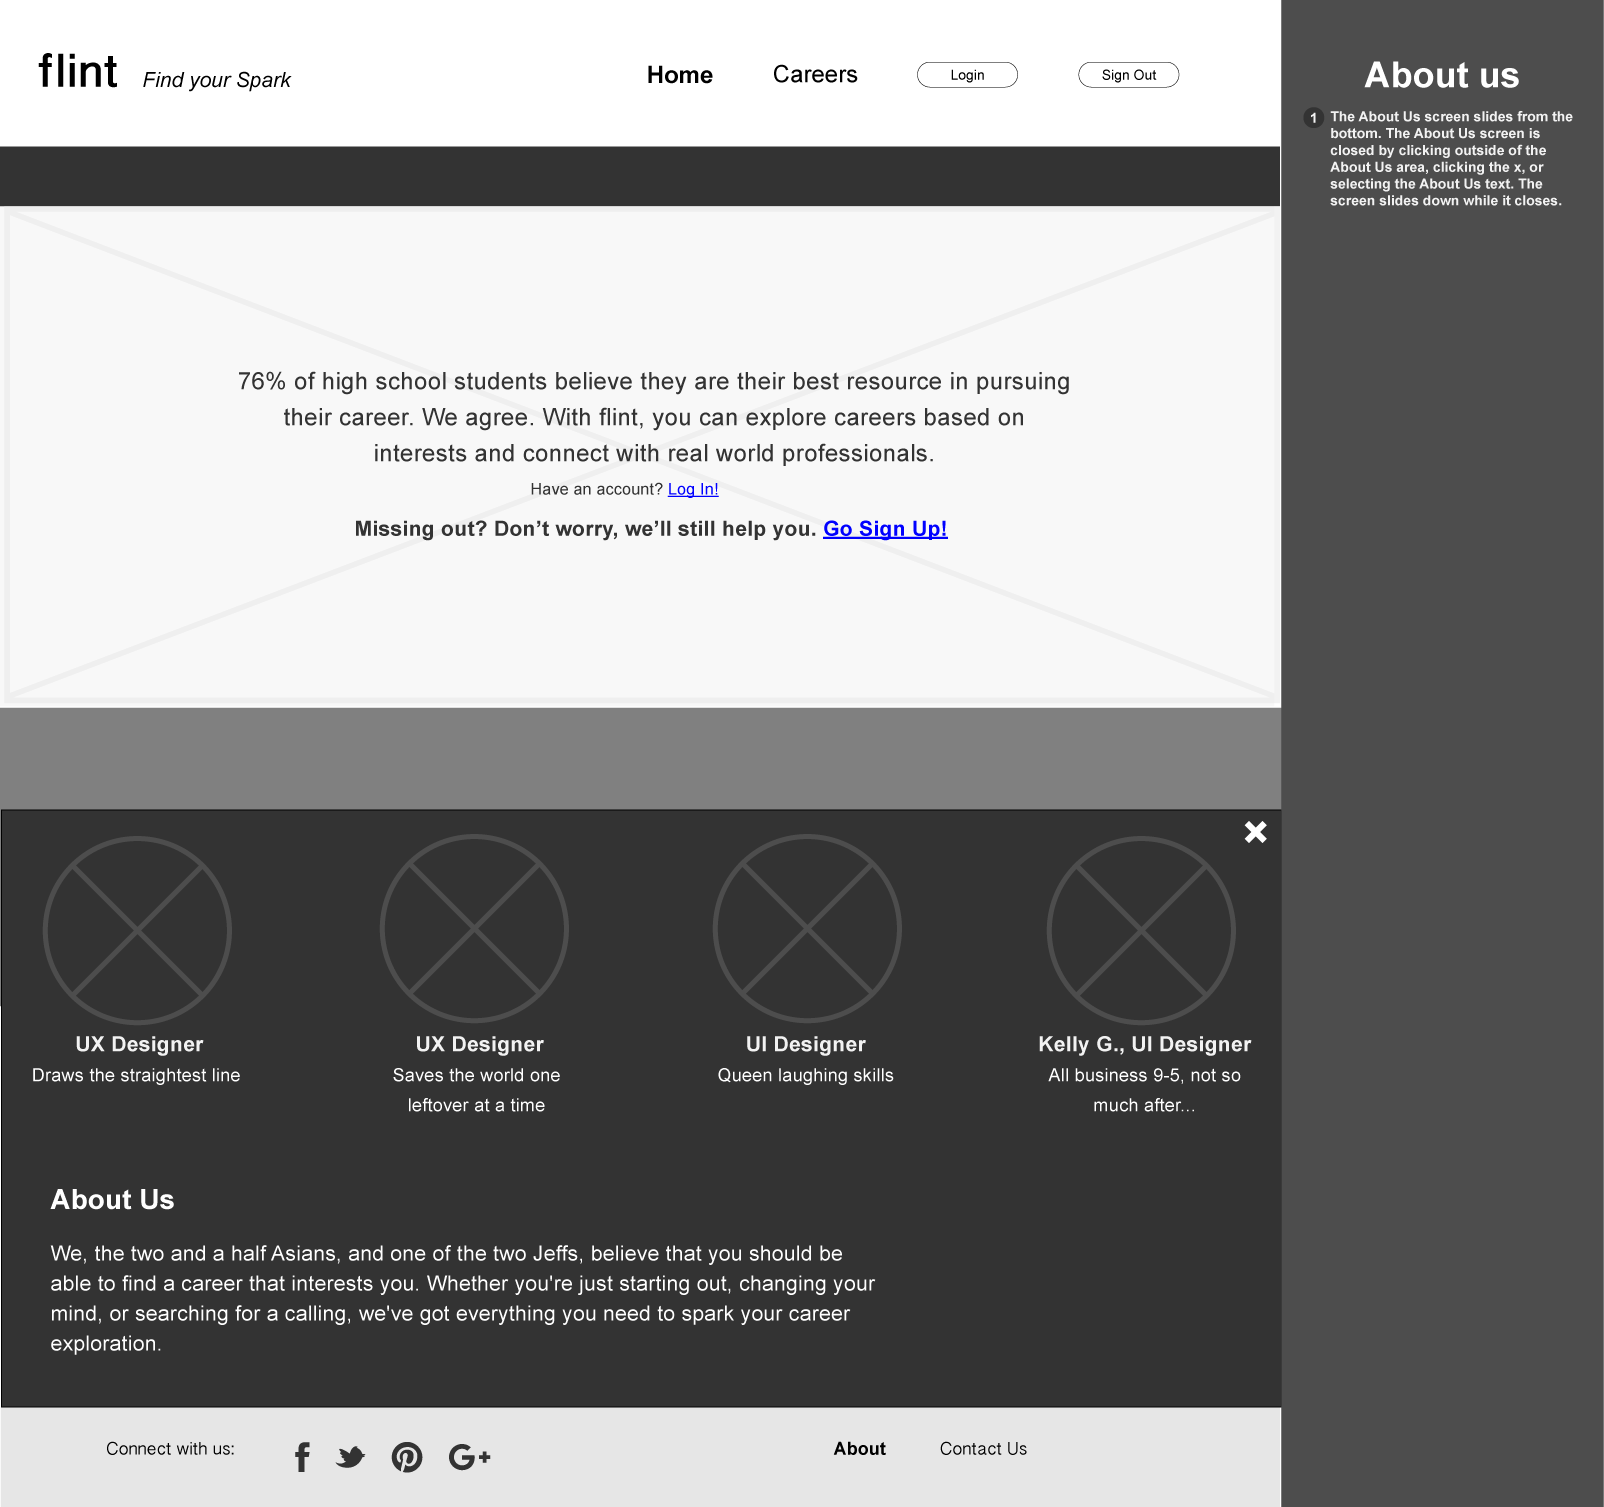 flint
Find your Spark
Home
Careers
Login
Sign Out
76% of high school students believe they are their best resource in pursuing
their career. We agree. With flint, you can explore careers based on
interests and connect with real world professionals.
Have an account? Log In!
Missing out? Don’t worry, we’ll still help you. Go Sign Up!
UX Designer
Draws the straightest line
UX Designer
Saves the world one
leftover at a time
UI Designer
Queen laughing skills
Kelly G., UI Designer
All business 9-5, not so
much after...
About Us
We, the two and a half Asians, and one of the two Jeffs, believe that you should be
able to find a career that interests you. Whether you're just starting out, changing your
mind, or searching for a calling, we've got everything you need to spark your career
exploration.
Connect with us:
About
Contact Us
About us
1
The About Us screen slides from the
bottom. The About Us screen is
closed by clicking outside of the
About Us area, clicking the x, or
selecting the About Us text. The
screen slides down while it closes.